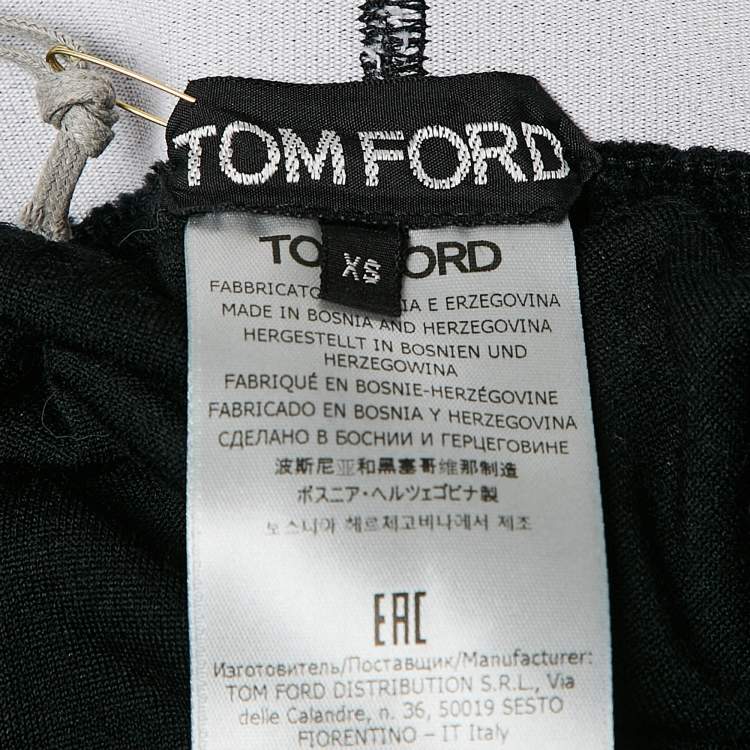 TOM FORD
XS
TO ORD
FABBRICATO IA E ERZEGOVINA
MADE IN BOSNIA AND HERZEGOVINA
HERGESTELLT IN BOSNIEN UND
HERZEGOWINA
FABRIQUÉ EN BOSNIE-HERZÉGOVINE
FABRICADO EN BOSNIA Y HERZEGOVINA
СДЕЛАНО В БОСНИИ И ГЕРЦЕГОВИНЕ
波斯尼亚和黑塞哥维那制造
ボスニア・ヘルツェゴビナ製
보스니아 헤르체고비나에서 제조
EAC
Изготовитель/Поставщик/Manufacturer:
TOM FORD DISTRIBUTION S.R.L., Via
delle Calandre, n. 36, 50019 SESTO
FIORENTINO – IT Italy